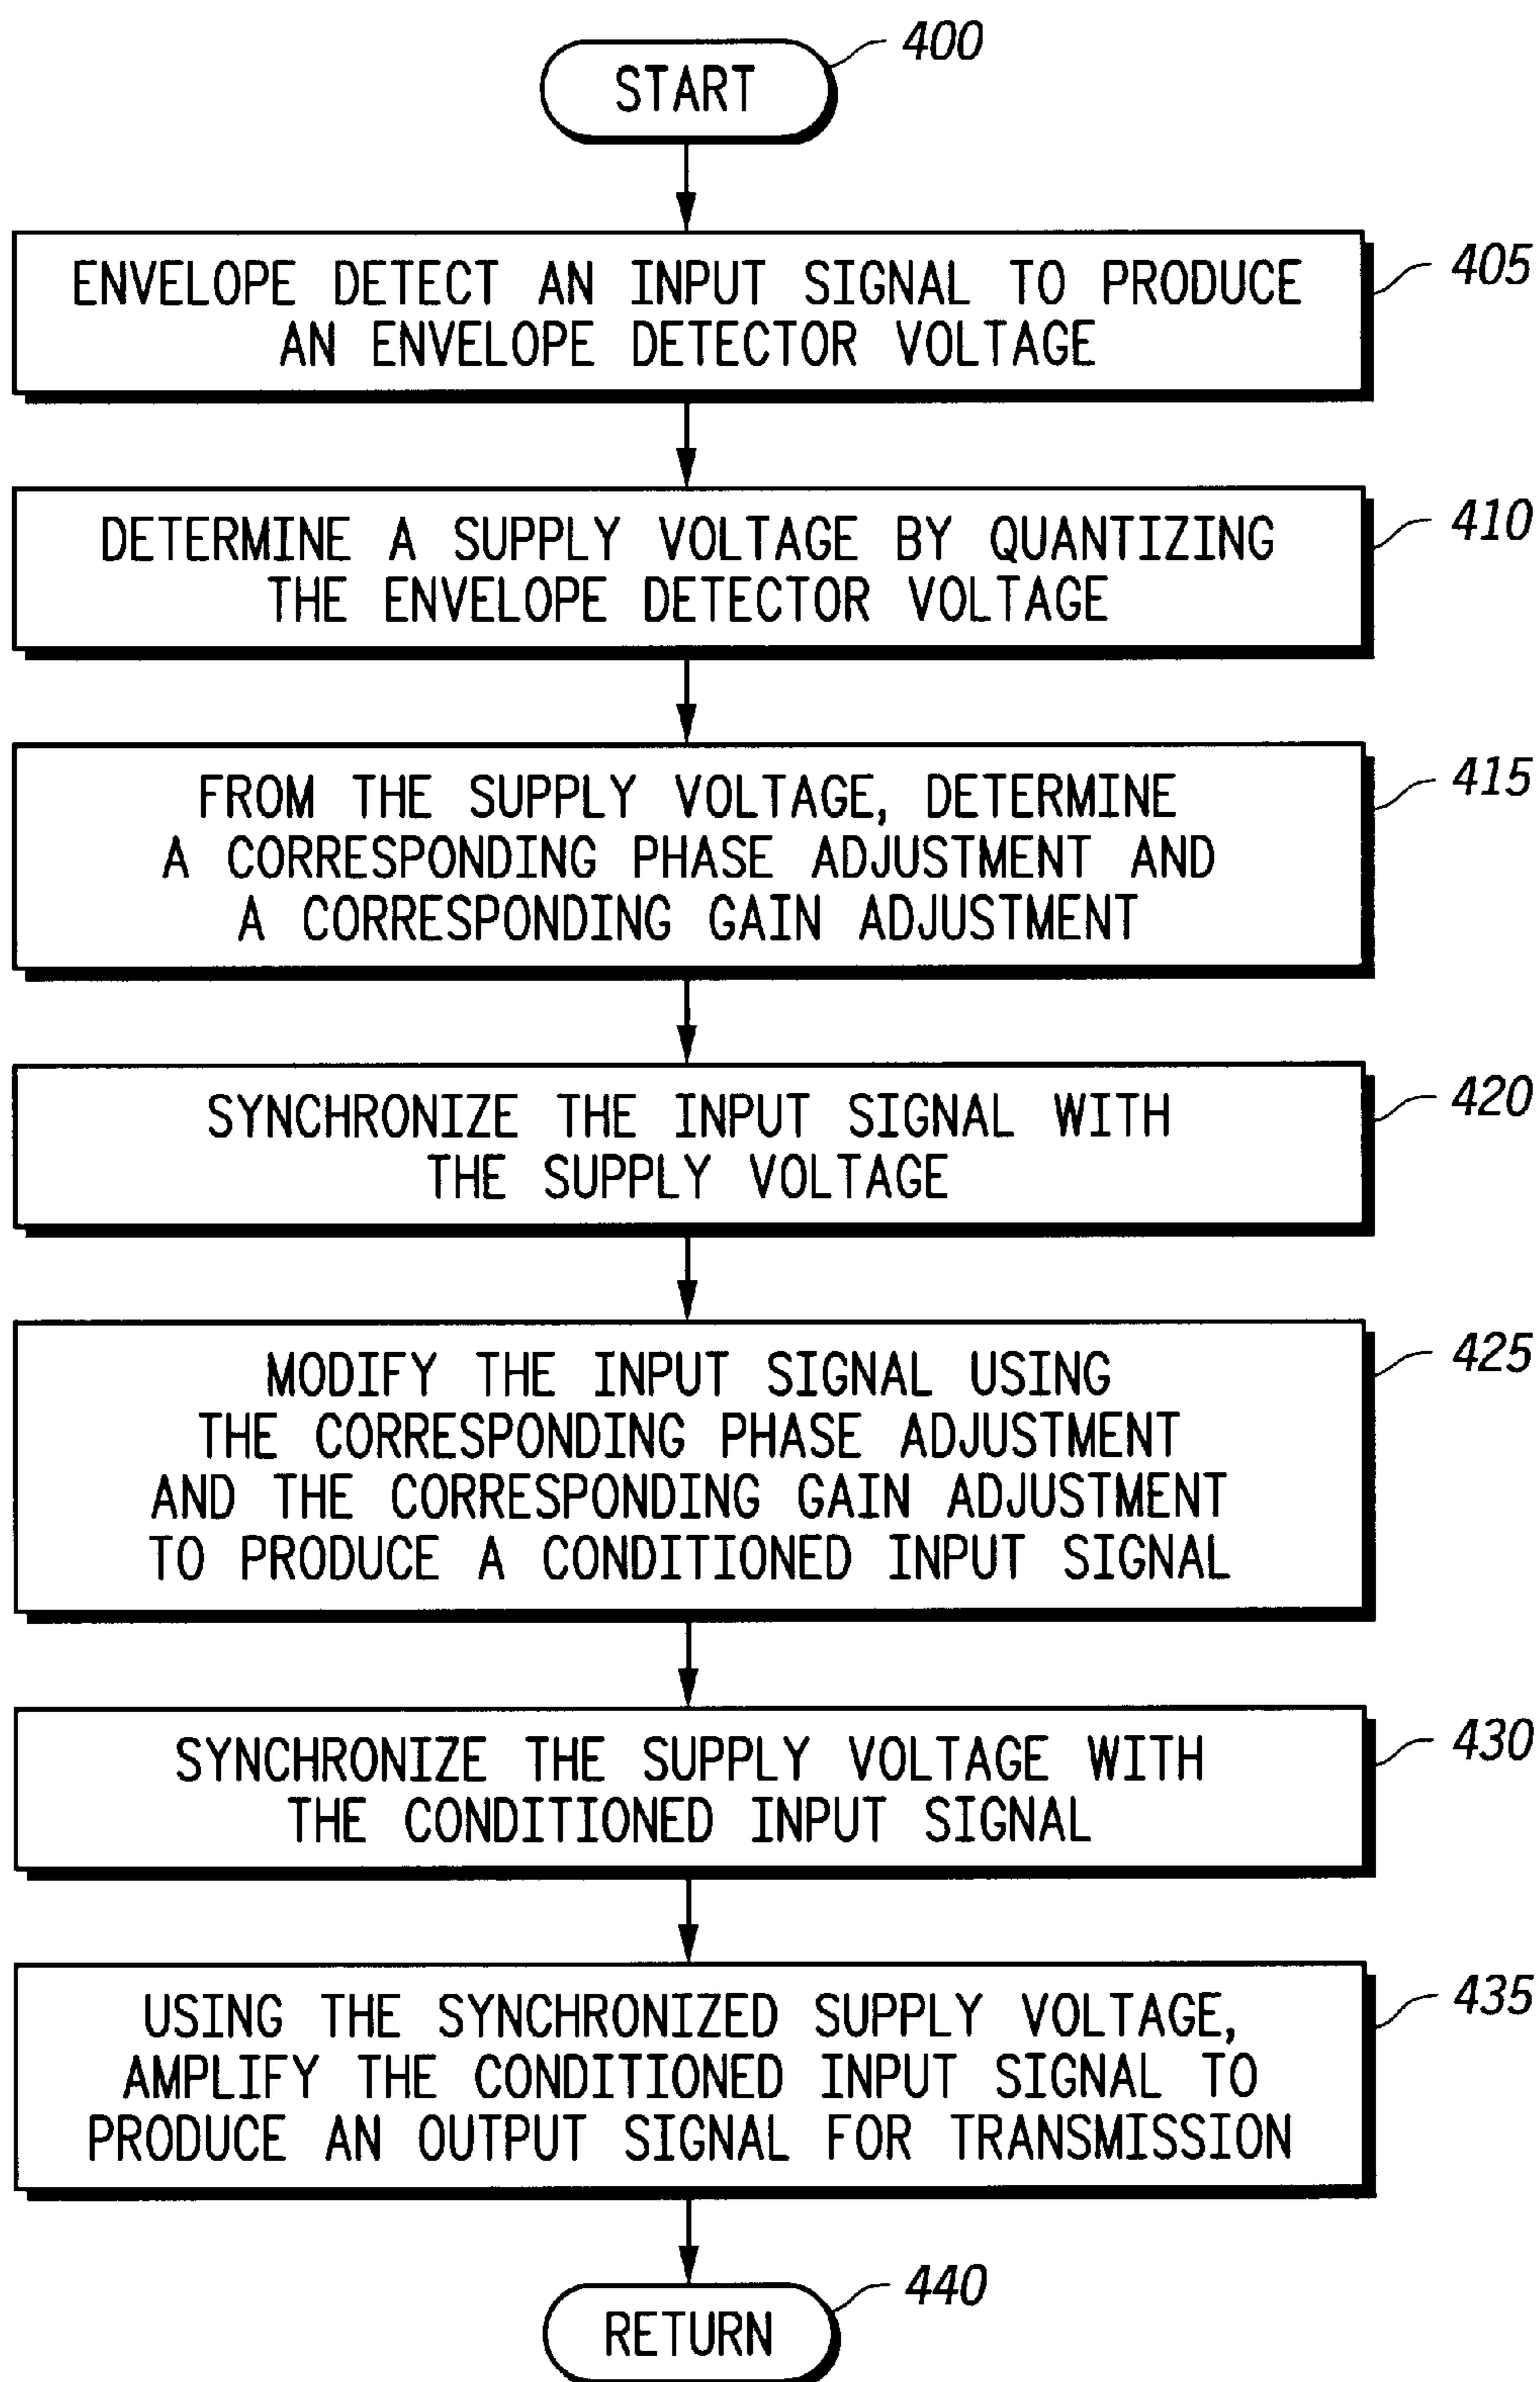 400
START
405
ENVELOPE DETECT AN INPUT SIGNAL TO PRODUCE
AN ENVELOPE DETECTOR VOLTAGE
410
DETERMINE A SUPPLY VOLTAGE BY QUANTIZING
THE ENVELOPE DETECTOR VOLTAGE
415
FROM THE SUPPLY VOLTAGE, DETERMINE
A CORRESPONDING PHASE ADJUSTMENT AND
A CORRESPONDING GAIN ADJUSTMENT
420
SYNCHRONIZE THE INPUT SIGNAL WITH
THE SUPPLY VOLTAGE
425
MODIFY THE INPUT SIGNAL USING
THE CORRESPONDING PHASE ADJUSTMENT
AND THE CORRESPONDING GAIN ADJUSTMENT
TO PRODUCE A CONDITIONED INPUT SIGNAL
430
SYNCHRONIZE THE SUPPLY VOLTAGE WITH
THE CONDITIONED INPUT SIGNAL
435
USING THE SYNCHRONIZED SUPPLY VOLTAGE,
AMPLIFY THE CONDITIONED INPUT SIGNAL TO
PRODUCE AN OUTPUT SIGNAL FOR TRANSMISSION
440
RETURN